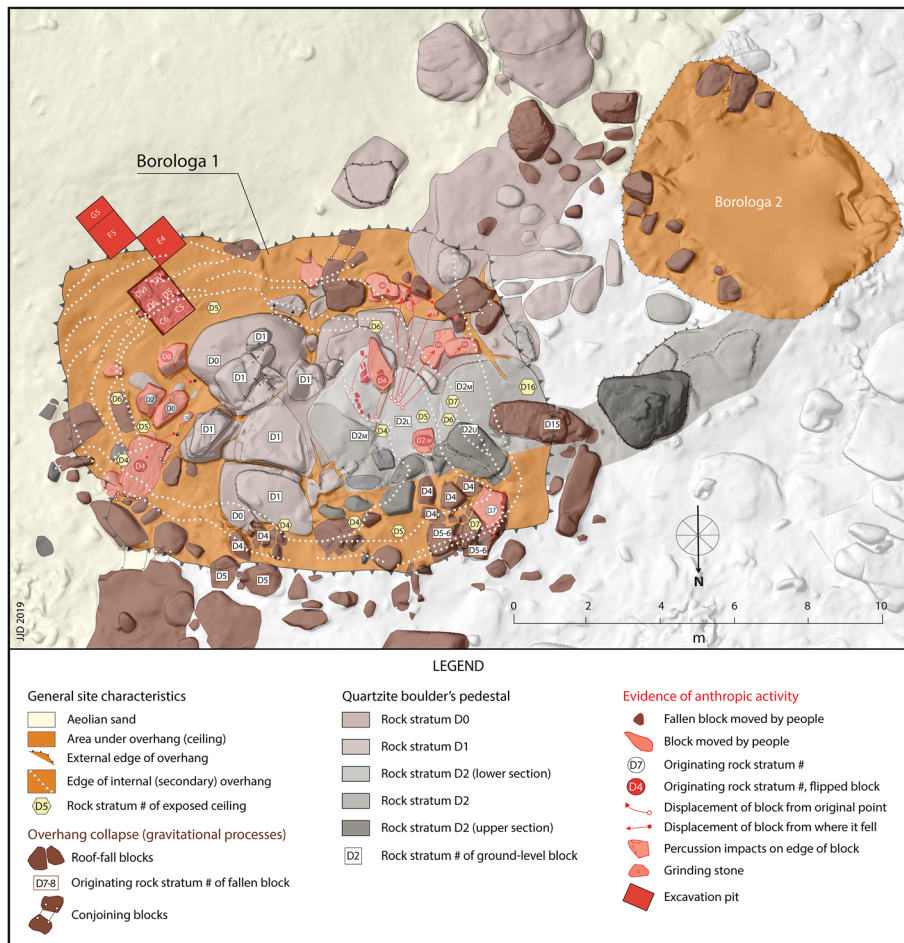 Borologa 1
Borologa 2
G5
F5
E4
C6
C5
D5
D0
D1
D1
D0
D1
D1
D6
D4
D2M
D16
D7
D5
D6
D2L
D2M
D4
D2M
D2U
D15
D6
D2
D0
D5
D1
D1
D4
D4
D1
D0
D4
D4
D4
D4
D5
D4
D4
D4
D4
D7
D7
D5-6
D5-6
D5
D5
N
0 2 4 6 8 10
m
JJD 2019
LEGEND
General site characteristics
Aeolian sand
Area under overhang (ceiling)
External edge of overhang
Edge of internal (secondary) overhang
D5 Rock stratum # of exposed ceiling
Overhang collapse (gravitational processes)
Roof-fall blocks
D7-8 Originating rock stratum # of fallen block
Conjoining blocks
Quartzite boulder's pedestal
Rock stratum D0
Rock stratum D1
Rock stratum D2 (lower section)
Rock stratum D2
Rock stratum D2 (upper section)
D2 Rock stratum # of ground-level block
Evidence of anthropic activity
Fallen block moved by people
Block moved by people
D7 Originating rock stratum #
D4 Originating rock stratum #, flipped block
Displacement of block from original point
Displacement of block from where it fell
Percussion impacts on edge of block
Grinding stone
Excavation pit